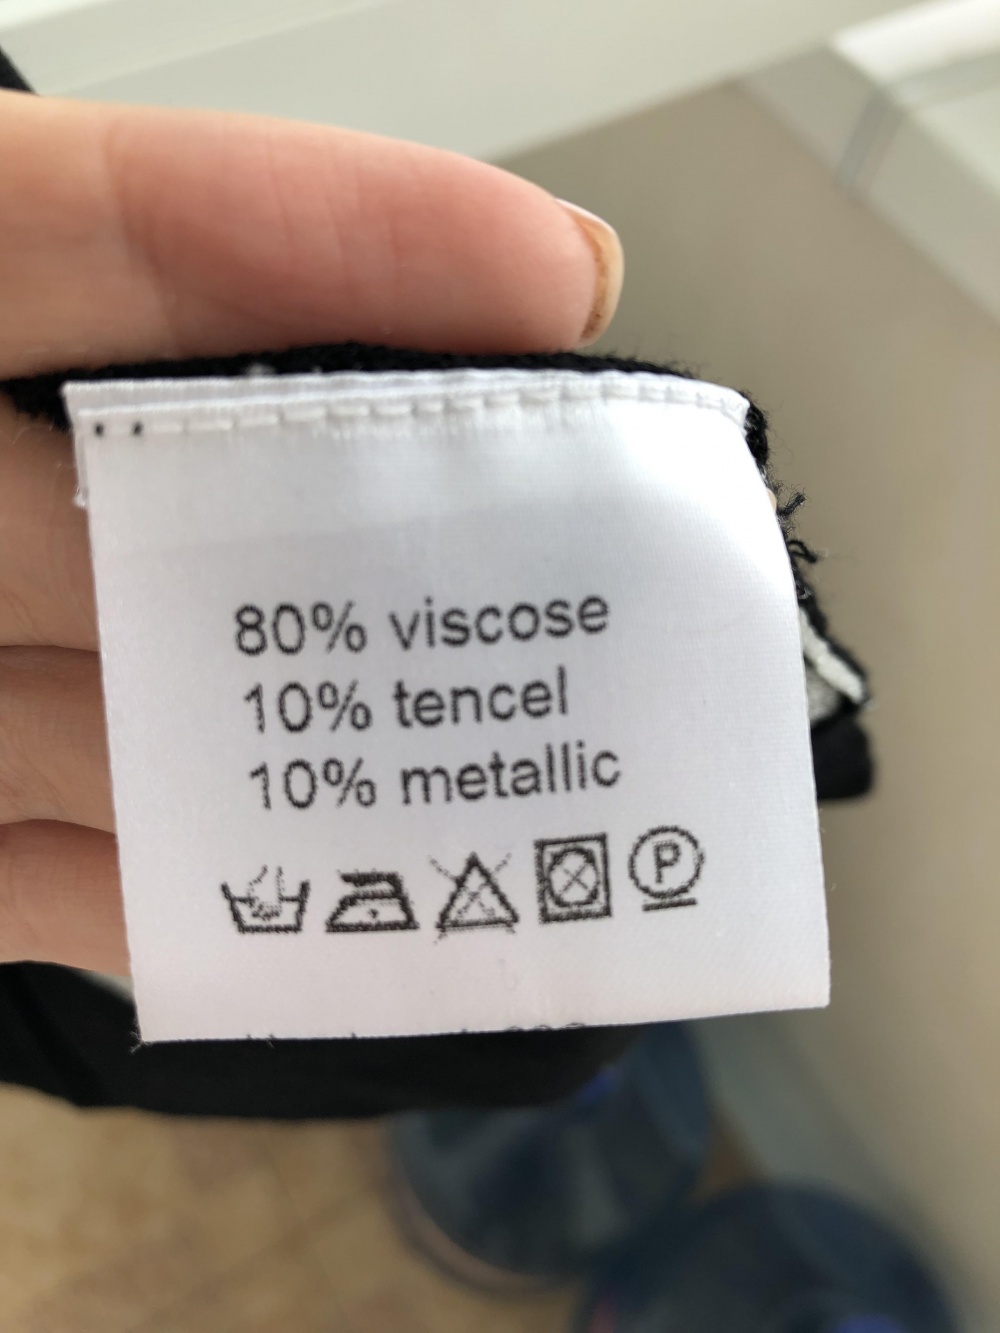 80% viscose
10% tencel
10% metallic
P